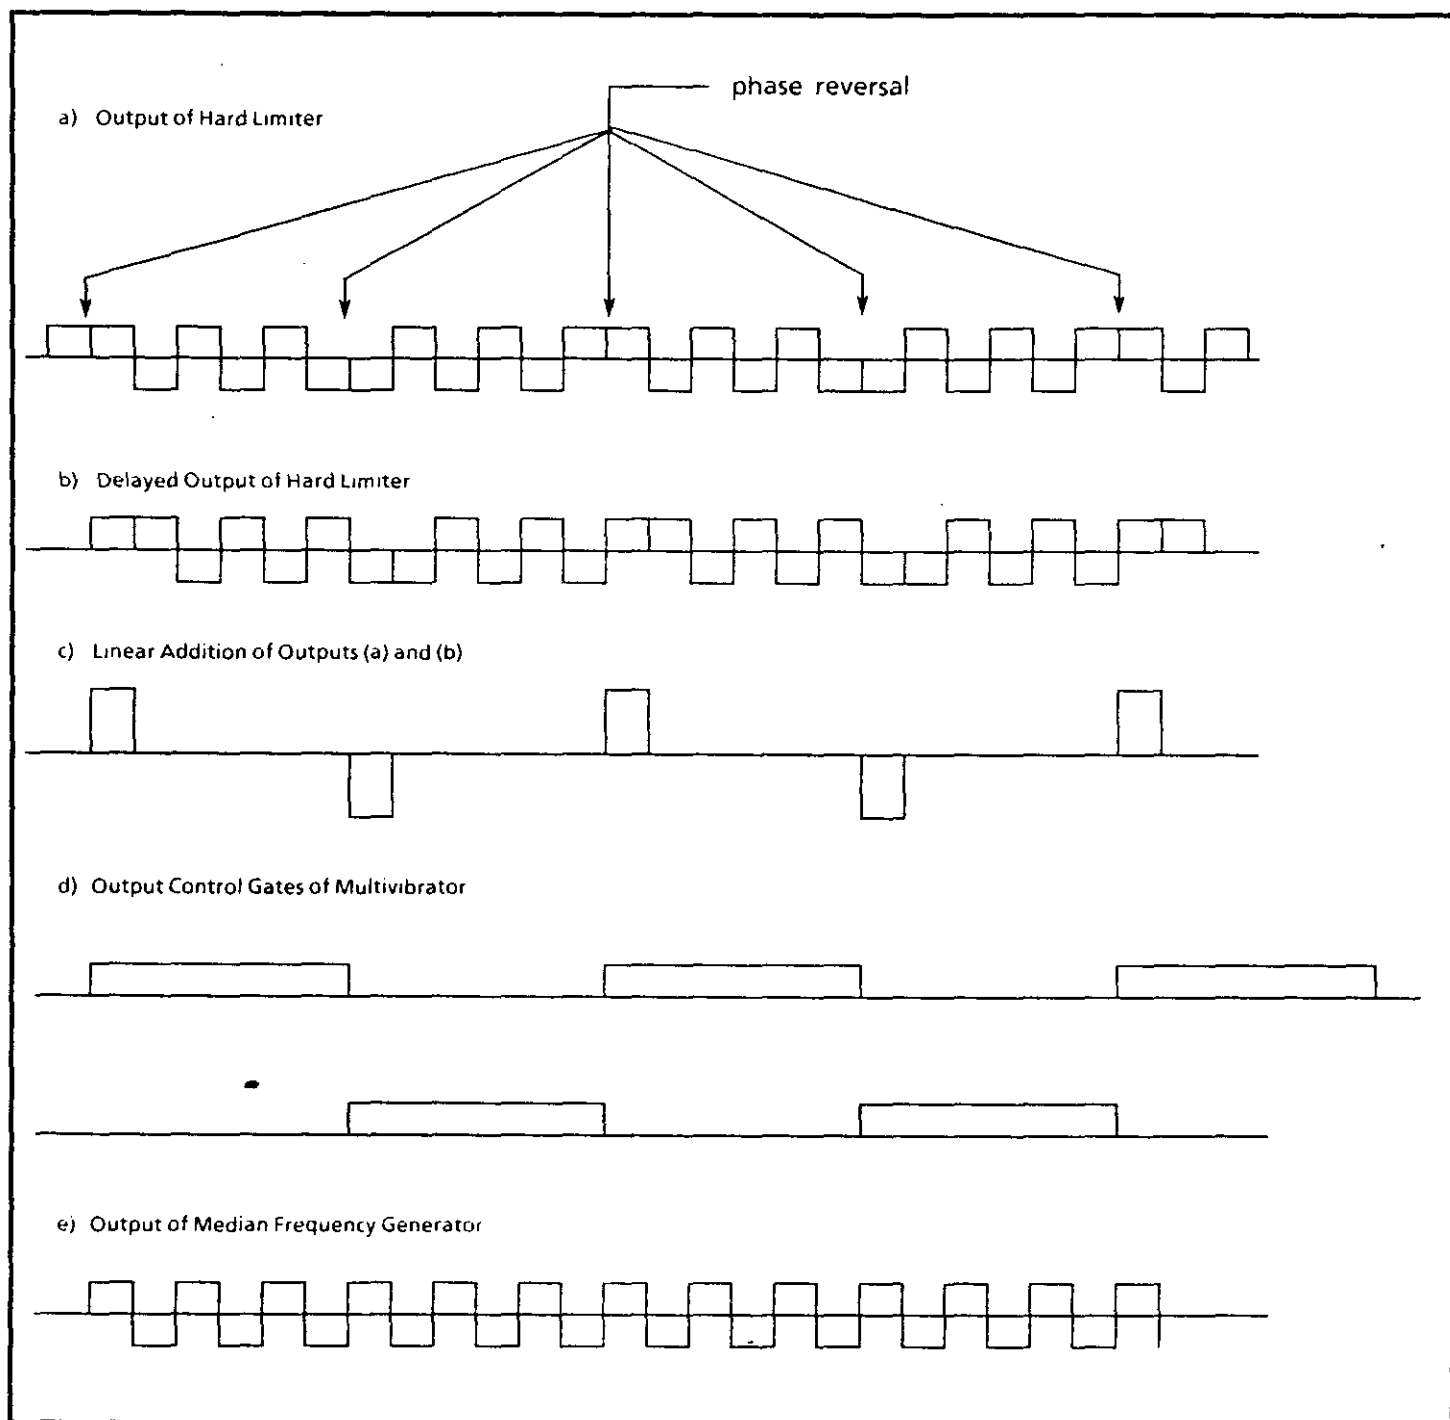 phase reversal
a) Output of Hard Limiter
b) Delayed Output of Hard Limiter
c) Linear Addition of Outputs (a) and (b)
d) Output Control Gates of Multivibrator
e) Output of Median Frequency Generator